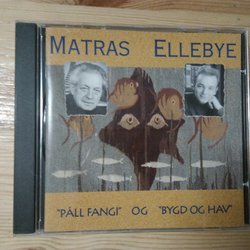 MATRAS ELLEBYE
"PÁLL FANGI" OG "BYGD OG HAV"